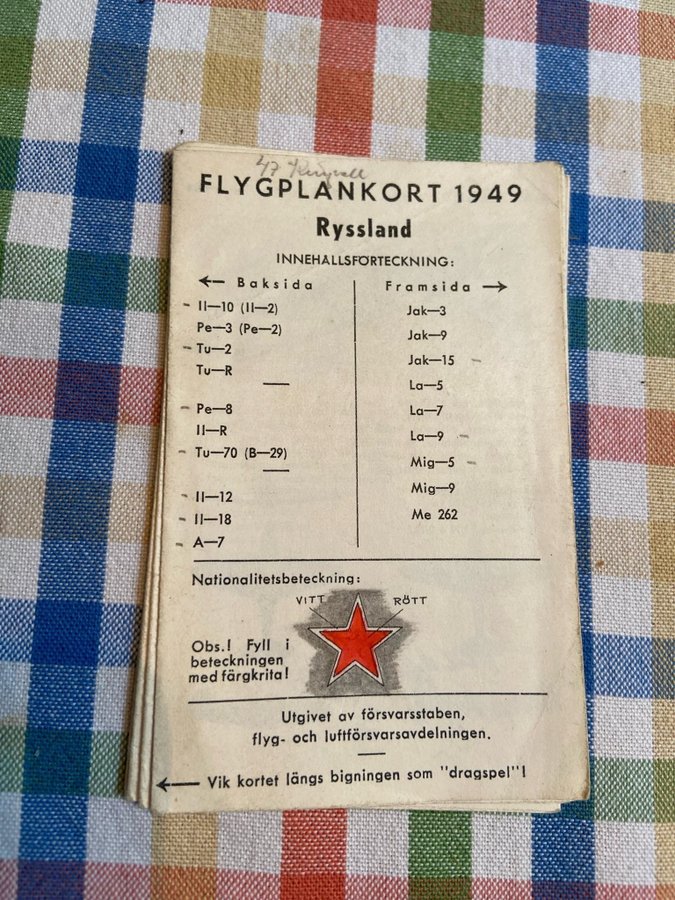 47
FLYGPLANKORT 1949
Ryssland
INNEHALLSFÖRTECKNING:
← Baksida
Il—10 (Il—2)
Pe—3 (Pe—2)
Tu—2
Tu—R
Pe—8
Il—R
Tu—70 (B—29)
Il—12
Il—18
A—7
Framsida →
Jak—3
Jak—9
Jak—15
La—5
La—7
La—9
Mig—5
Mig—9
Me 262
Nationalitetsbeteckning:
VITT RÖTT
Obs.! Fyll i
beteckningen
med färgkrita!
Utgivet av försvarsstaben,
flyg- och luftförsvarsavdelningen.
← Vik kortet längs bigningen som "dragspel"!